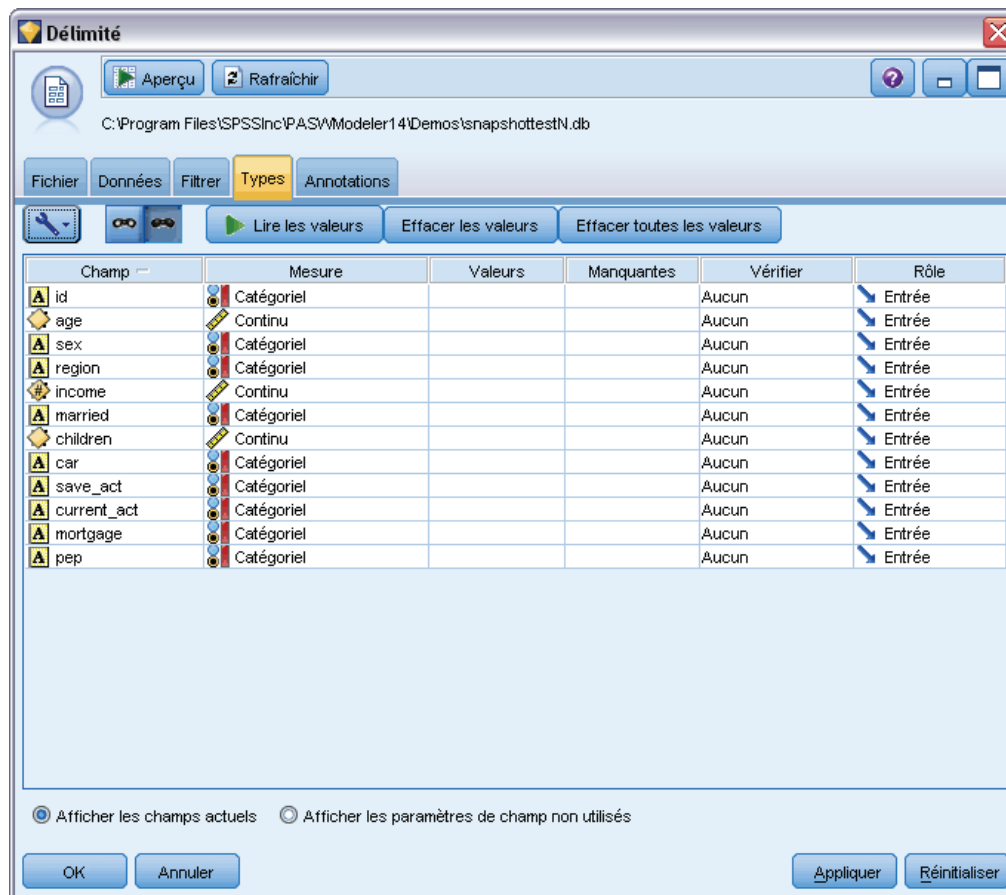 Délimité
Aperçu Rafraîchir
C:\Program Files\SPSSInc\PASWModeler14\Demos\snapshottestN.db
Fichier Données Filtrer Types Annotations
Lire les valeurs Effacer les valeurs Effacer toutes les valeurs
Champ Mesure Valeurs Manquantes Vérifier Rôle
A id Catégoriel Aucun Entrée
age Continu Aucun Entrée
A sex Catégoriel Aucun Entrée
A region Catégoriel Aucun Entrée
# income Continu Aucun Entrée
A married Catégoriel Aucun Entrée
children Continu Aucun Entrée
A car Catégoriel Aucun Entrée
A save_act Catégoriel Aucun Entrée
A current_act Catégoriel Aucun Entrée
A mortgage Catégoriel Aucun Entrée
A pep Catégoriel Aucun Entrée
Afficher les champs actuels Afficher les paramètres de champ non utilisés
OK Annuler Appliquer Réinitialiser